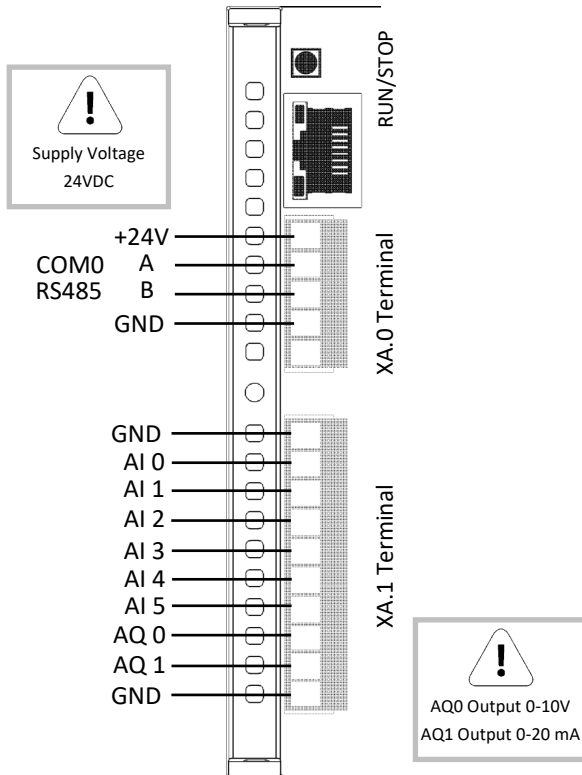 RUN/STOP
!
Supply Voltage
24VDC
+24V
COM0 A
RS485 B
GND
XA.0 Terminal
GND
AI 0
AI 1
AI 2
AI 3
AI 4
AI 5
AQ 0
AQ 1
GND
XA.1 Terminal
!
AQ0 Output 0-10V
AQ1 Output 0-20 mA